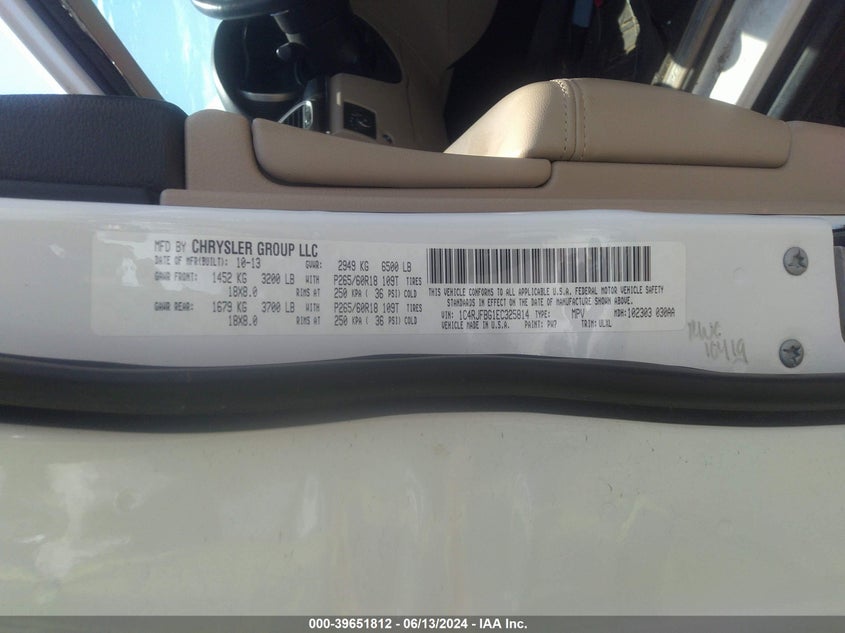 MFD BY CHRYSLER GROUP LLC
DATE OF MFR(BUILT): 10-13 GVWR: 2949 KG 6500 LB
GAWR FRONT: 1452 KG 3200 LB WITH P265/60R18 109T TIRES
18X8.0 RIMS AT 250 KPA ( 36 PSI) COLD
GAWR REAR: 1679 KG 3700 LB WITH P265/60R18 109T TIRES
18X8.0 RIMS AT 250 KPA ( 36 PSI) COLD
THIS VEHICLE CONFORMS TO ALL APPLICABLE U.S.A. FEDERAL MOTOR VEHICLE SAFETY
STANDARDS IN EFFECT ON THE DATE OF MANUFACTURE SHOWN ABOVE.
VIN: 1C4RJFBG1EC325814 TYPE: MPV MDH: 102303 030AA
VEHICLE MADE IN U.S.A. PAINT: PW7 TRIM: ULXL
000-39651812 - 06/13/2024 - IAA Inc.